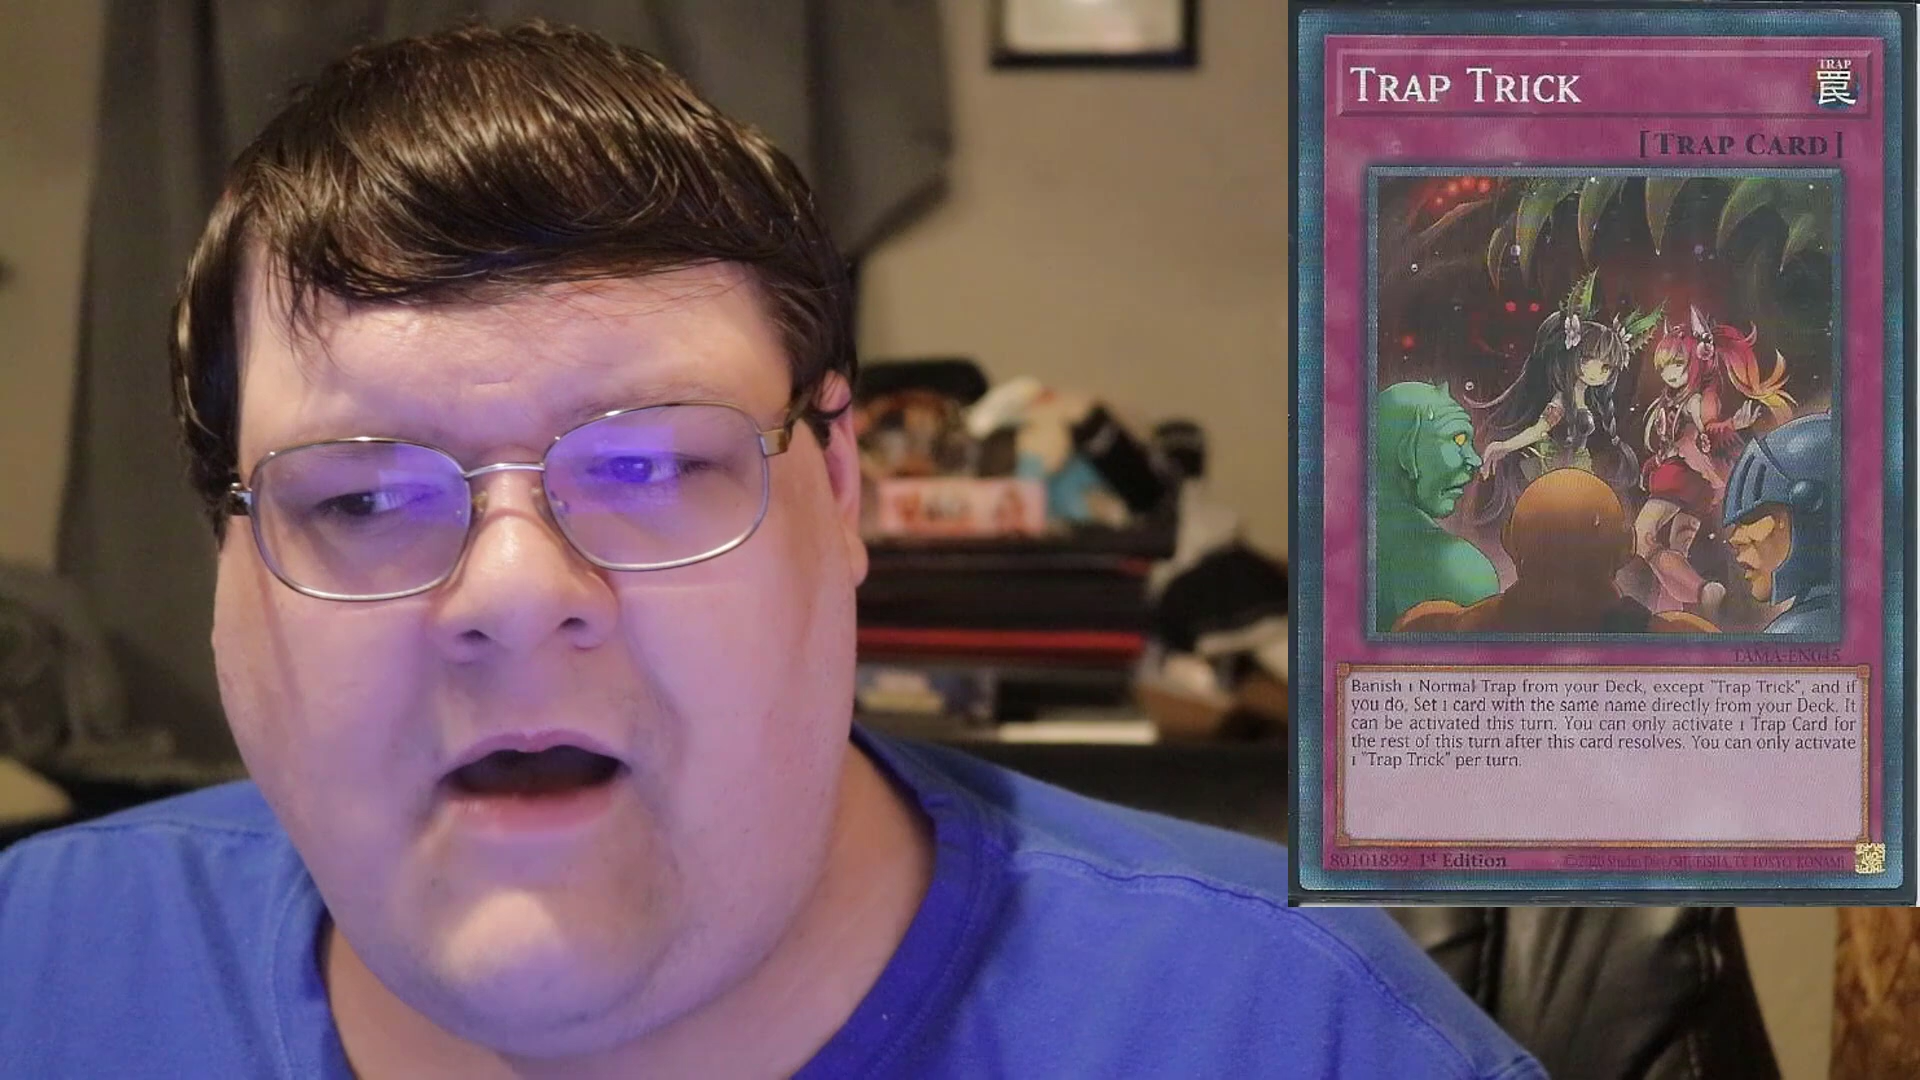 TRAP TRICK
TRAP
罠
[TRAP CARD]
TAMA-EN045
Banish 1 Normal Trap from your Deck, except "Trap Trick", and if
you do, Set 1 card with the same name directly from your Deck. It
can be activated this turn. You can only activate 1 Trap Card for
the rest of this turn after this card resolves. You can only activate
1 "Trap Trick" per turn.
80101899 1st Edition